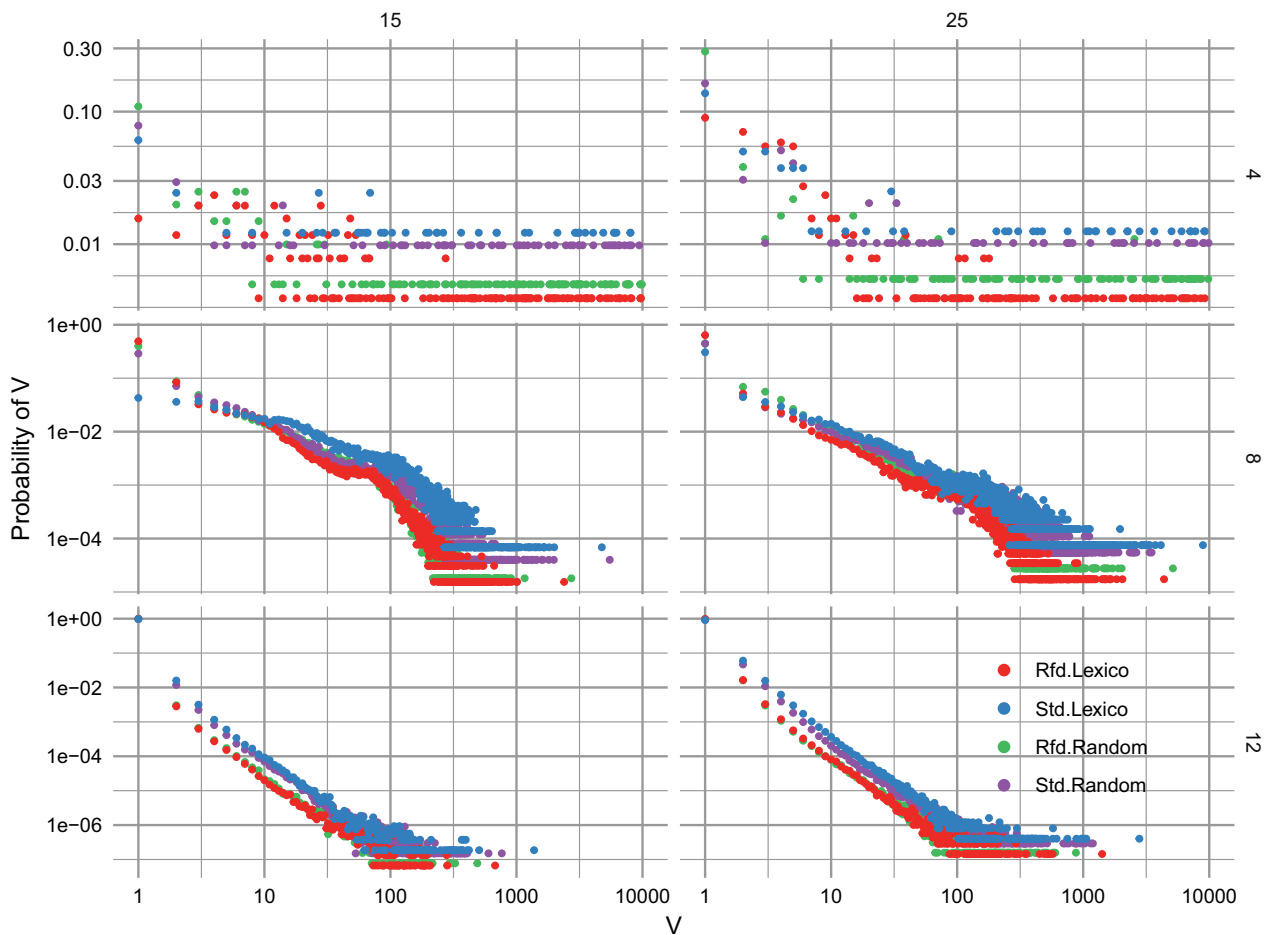 15 25
0.30
0.10
0.03
0.01
4
1e+00
1e-02
1e-04
8
Probability of V
1e+00
1e-02
1e-04
1e-06
12
Rfd.Lexico
Std.Lexico
Rfd.Random
Std.Random
1 10 100 1000 10000 1 10 100 1000 10000
V